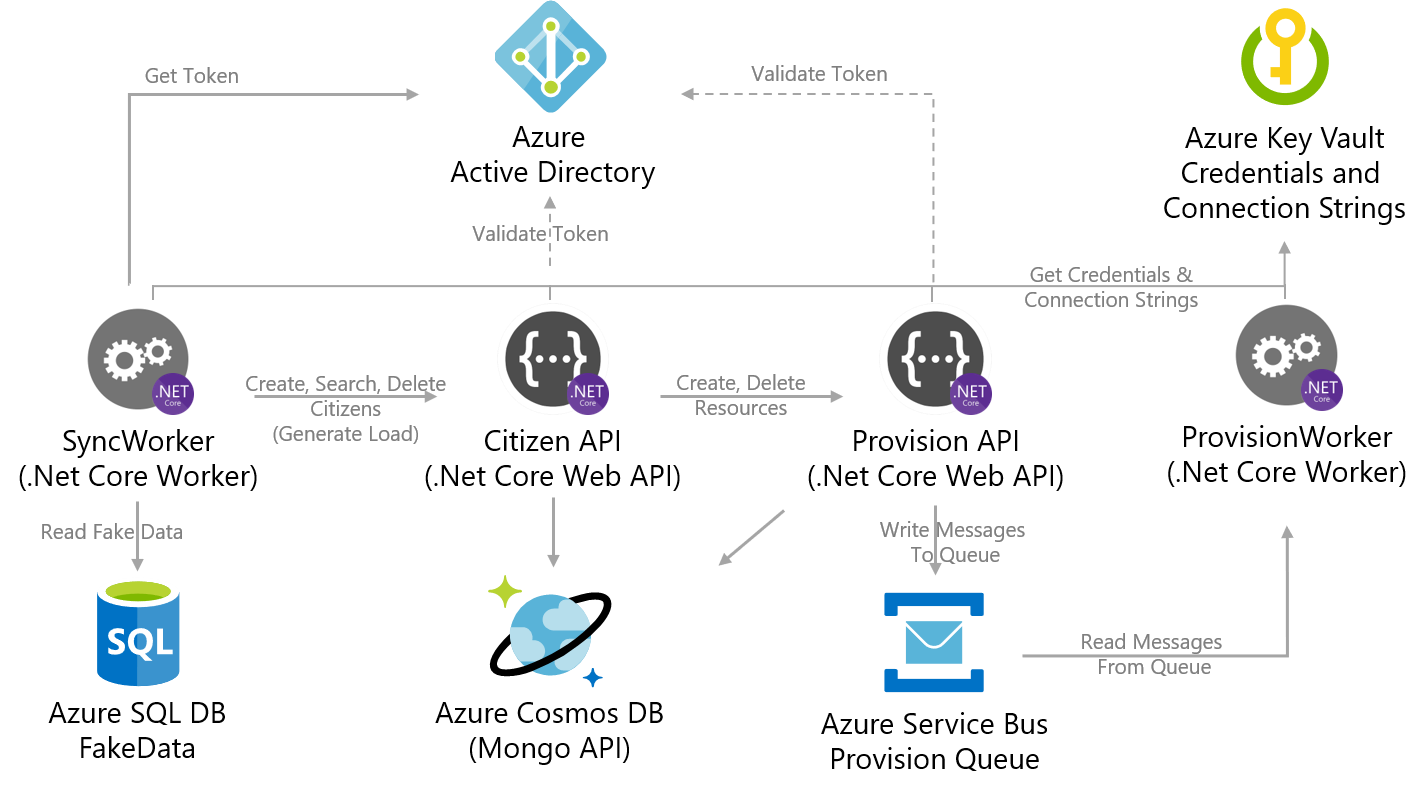 Get Token
Validate Token
Azure
Active Directory
Azure Key Vault
Credentials and
Connection Strings
Validate Token
Get Credentials &
Connection Strings
.NET
Core
{···}
.NET
Core
{···}
.NET
Core
.NET
Core
Create, Search, Delete
Citizens
(Generate Load)
Create, Delete
Resources
SyncWorker
(.Net Core Worker)
Citizen API
(.Net Core Web API)
Provision API
(.Net Core Web API)
ProvisionWorker
(.Net Core Worker)
Read Fake Data
Write Messages
To Queue
SQL
Read Messages
From Queue
Azure SQL DB
FakeData
Azure Cosmos DB
(Mongo API)
Azure Service Bus
Provision Queue